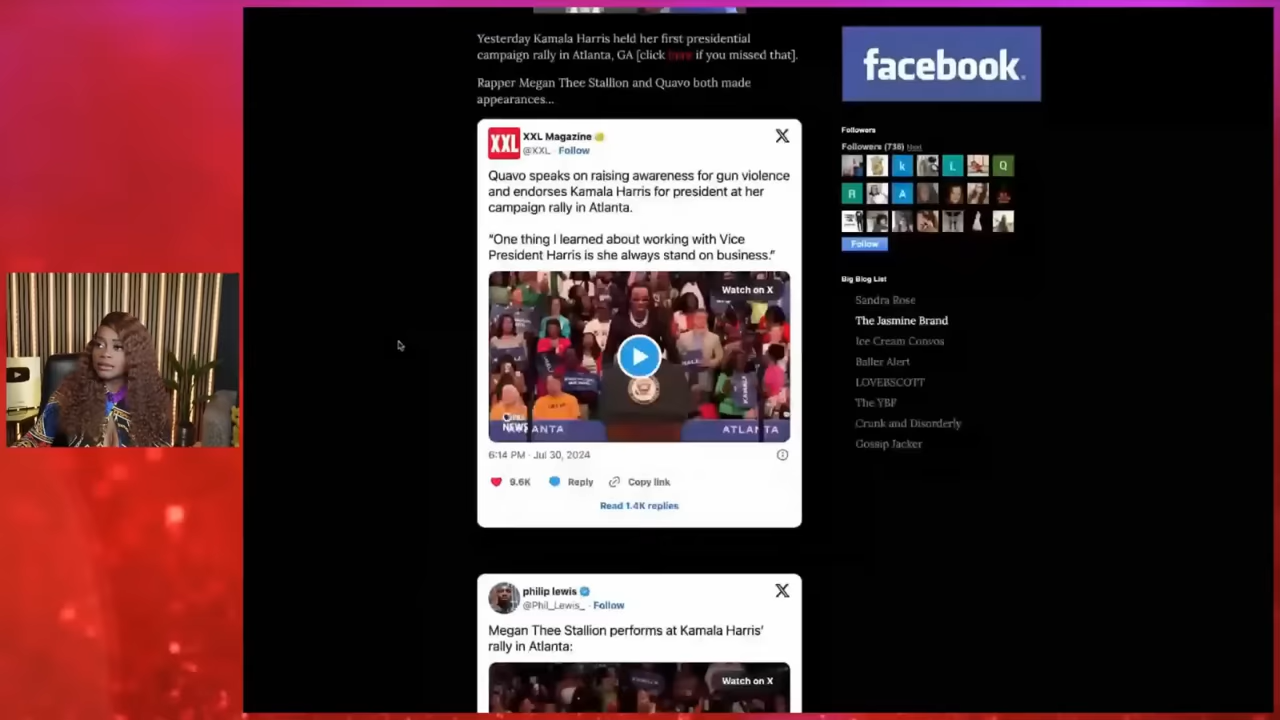 Yesterday Kamala Harris held her first presidential
campaign rally in Atlanta, GA [click here if you missed that].
Rapper Megan Thee Stalllion and Quavo both made
appearances...
XXL
XXL Magazine
@XXL · Follow
Quavo speaks on raising awareness for gun violence
and endorses Kamala Harris for president at her
campaign rally in Atlanta.
“One thing I learned about working with Vice
President Harris is she always stand on business.”
Watch on X
NEWS
ANTA
ATLANTA
6:14 PM · Jul 30, 2024
9.6K
Reply
Copy link
Read 1.4K replies
philip lewis
@Phil_Lewis_ · Follow
Megan Thee Stallion performs at Kamala Harris’
rally in Atlanta:
Watch on X
facebook
Followers
Followers (736) Next
k
L
Q
R
A
Follow
Big Blog List
Sandra Rose
The Jasmine Brand
Ice Cream Convos
Baller Alert
LOVEBSCOTT
The YBF
Crunk and Disorderly
Gossip Jacker